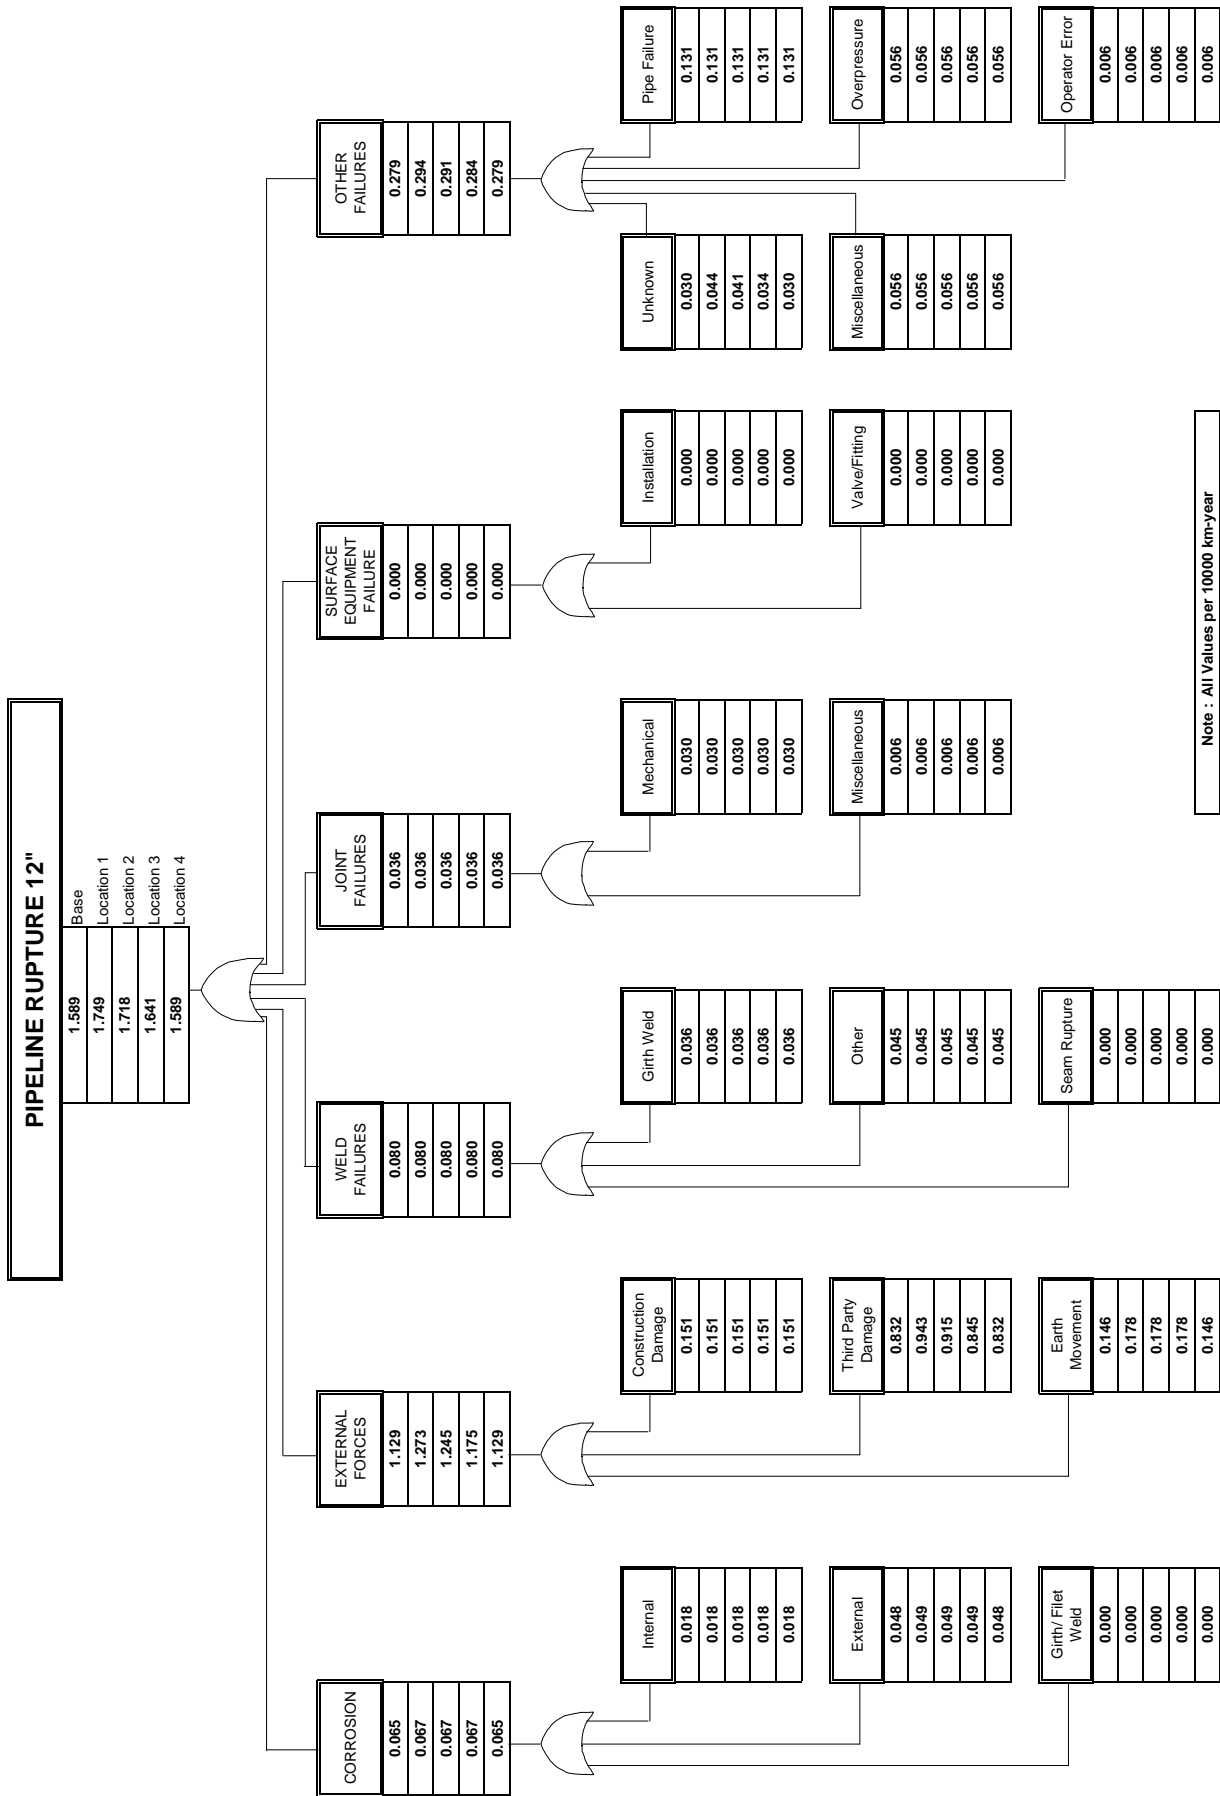 PIPELINE RUPTURE 12"
1.589 Base
1.749 Location 1
1.718 Location 2
1.641 Location 3
1.589 Location 4
CORROSION
0.065
0.067
0.067
0.067
0.065
EXTERNAL
FORCES
1.129
1.273
1.245
1.175
1.129
WELD
FAILURES
0.080
0.080
0.080
0.080
0.080
JOINT
FAILURES
0.036
0.036
0.036
0.036
0.036
SURFACE
EQUIPMENT
FAILURE
0.000
0.000
0.000
0.000
0.000
OTHER
FAILURES
0.279
0.294
0.291
0.284
0.279
Internal
0.018
0.018
0.018
0.018
0.018
External
0.048
0.049
0.049
0.049
0.048
Girth/ Filet
Weld
0.000
0.000
0.000
0.000
0.000
Construction
Damage
0.151
0.151
0.151
0.151
0.151
Third Party
Damage
0.832
0.943
0.915
0.845
0.832
Earth
Movement
0.146
0.178
0.178
0.178
0.146
Girth Weld
0.036
0.036
0.036
0.036
0.036
Other
0.045
0.045
0.045
0.045
0.045
Seam Rupture
0.000
0.000
0.000
0.000
0.000
Mechanical
0.030
0.030
0.030
0.030
0.030
Miscellaneous
0.006
0.006
0.006
0.006
0.006
Installation
0.000
0.000
0.000
0.000
0.000
Valve/Fitting
0.000
0.000
0.000
0.000
0.000
Unknown
0.030
0.044
0.041
0.034
0.030
Miscellaneous
0.056
0.056
0.056
0.056
0.056
Pipe Failure
0.131
0.131
0.131
0.131
0.131
Overpressure
0.056
0.056
0.056
0.056
0.056
Operator Error
0.006
0.006
0.006
0.006
0.006
Note : All Values per 10000 km-year